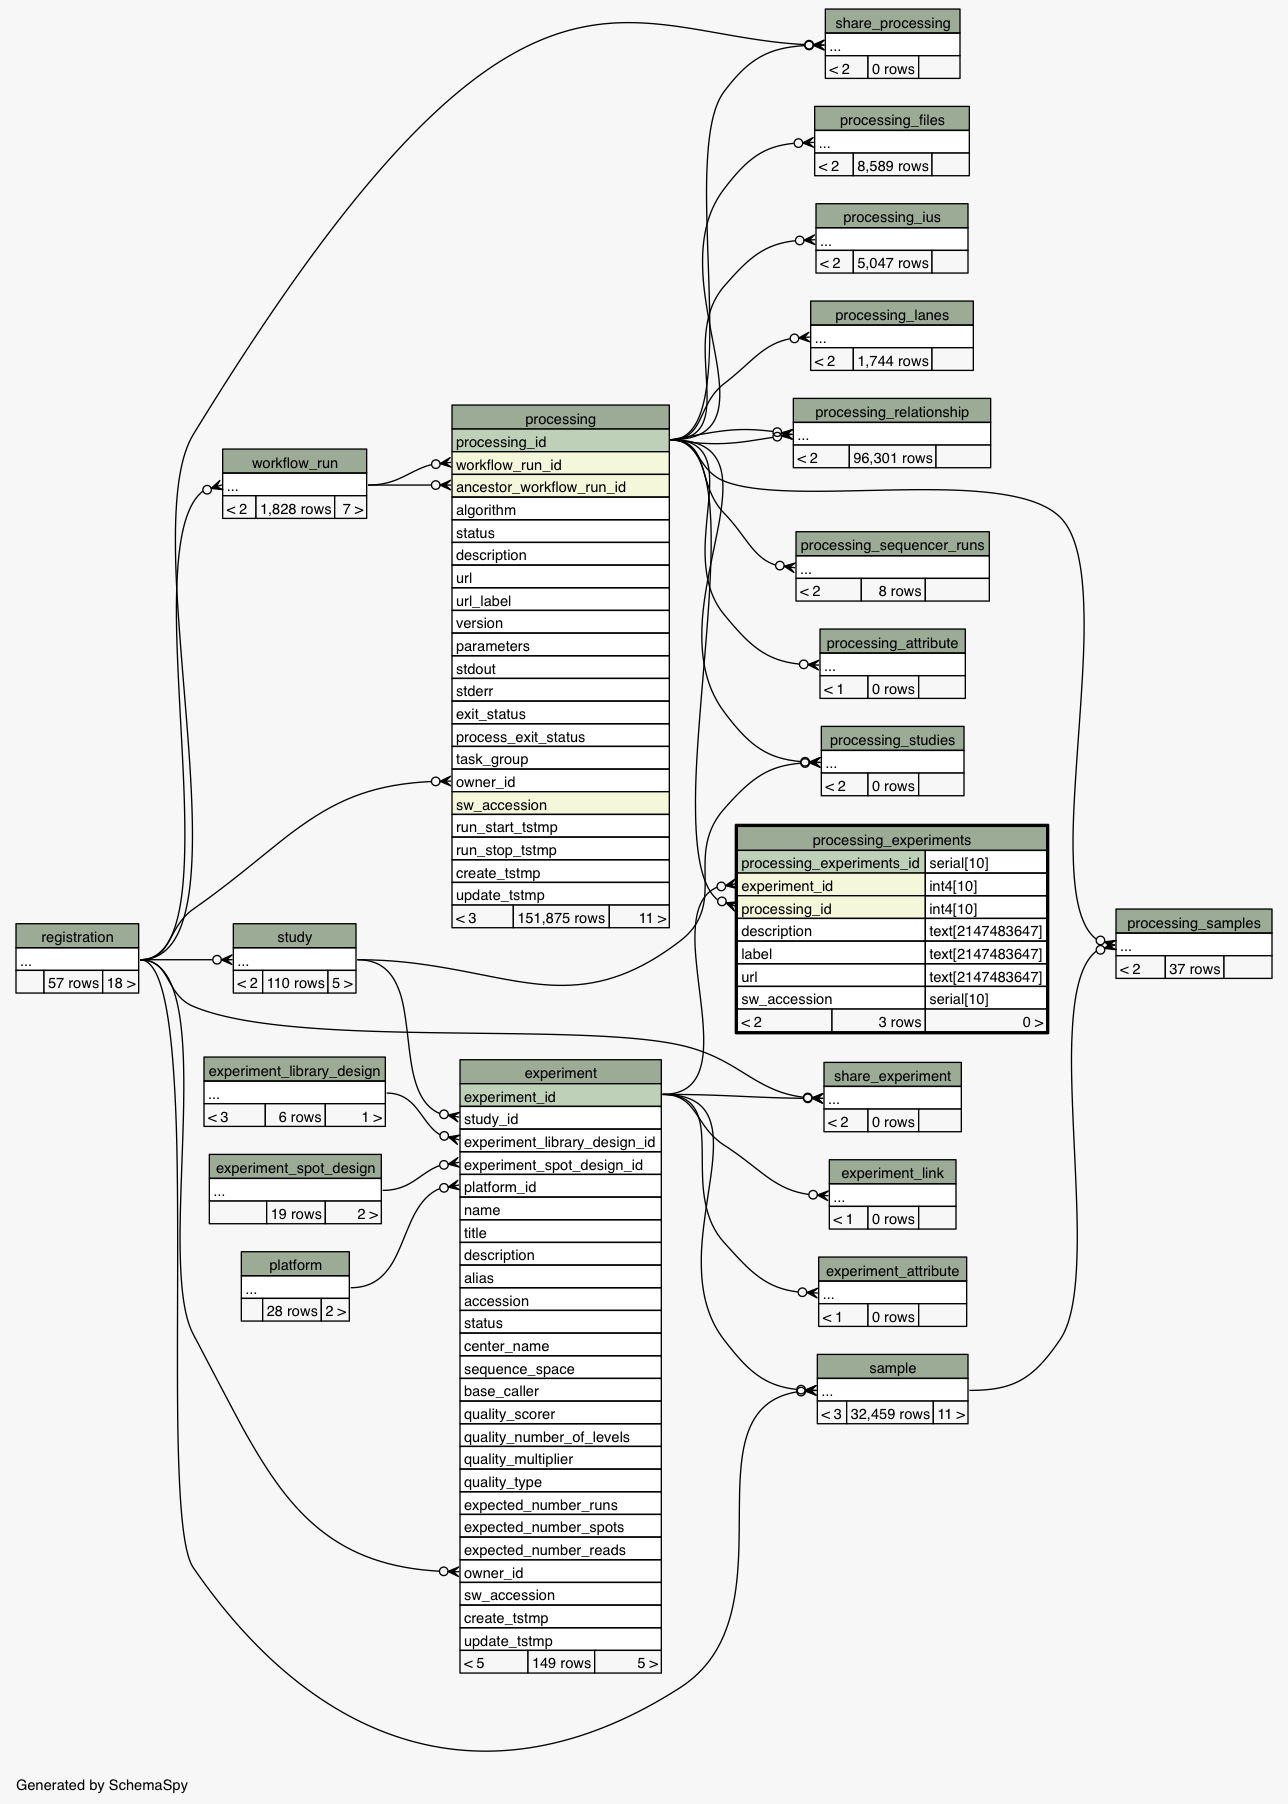 share_processing
...
< 2 0 rows
processing_files
...
< 2 8,589 rows
processing_ius
...
< 2 5,047 rows
processing_lanes
...
< 2 1,744 rows
processing_relationship
...
< 2 96,301 rows
processing
processing_id
workflow_run_id
ancestor_workflow_run_id
algorithm
status
description
url
url_label
version
parameters
stdout
stderr
exit_status
process_exit_status
task_group
owner_id
sw_accession
run_start_tstmp
run_stop_tstmp
create_tstmp
update_tstmp
< 3 151,875 rows 11 >
workflow_run
...
< 2 1,828 rows 7 >
processing_sequencer_runs
...
< 2 8 rows
processing_attribute
...
< 1 0 rows
processing_studies
...
< 2 0 rows
processing_experiments
processing_experiments_id serial[10]
experiment_id int4[10]
processing_id int4[10]
description text[2147483647]
label text[2147483647]
url text[2147483647]
sw_accession serial[10]
< 2 3 rows 0 >
processing_samples
...
< 2 37 rows
registration
...
57 rows 18 >
study
...
< 2 110 rows 5 >
experiment_library_design
...
< 3 6 rows 1 >
experiment_spot_design
...
19 rows 2 >
platform
...
28 rows 2 >
experiment
experiment_id
study_id
experiment_library_design_id
experiment_spot_design_id
platform_id
name
title
description
alias
accession
status
center_name
sequence_space
base_caller
quality_scorer
quality_number_of_levels
quality_multiplier
quality_type
expected_number_runs
expected_number_spots
expected_number_reads
owner_id
sw_accession
create_tstmp
update_tstmp
< 5 149 rows 5 >
share_experiment
...
< 2 0 rows
experiment_link
...
< 1 0 rows
experiment_attribute
...
< 1 0 rows
sample
...
< 3 32,459 rows 11 >
Generated by SchemaSpy